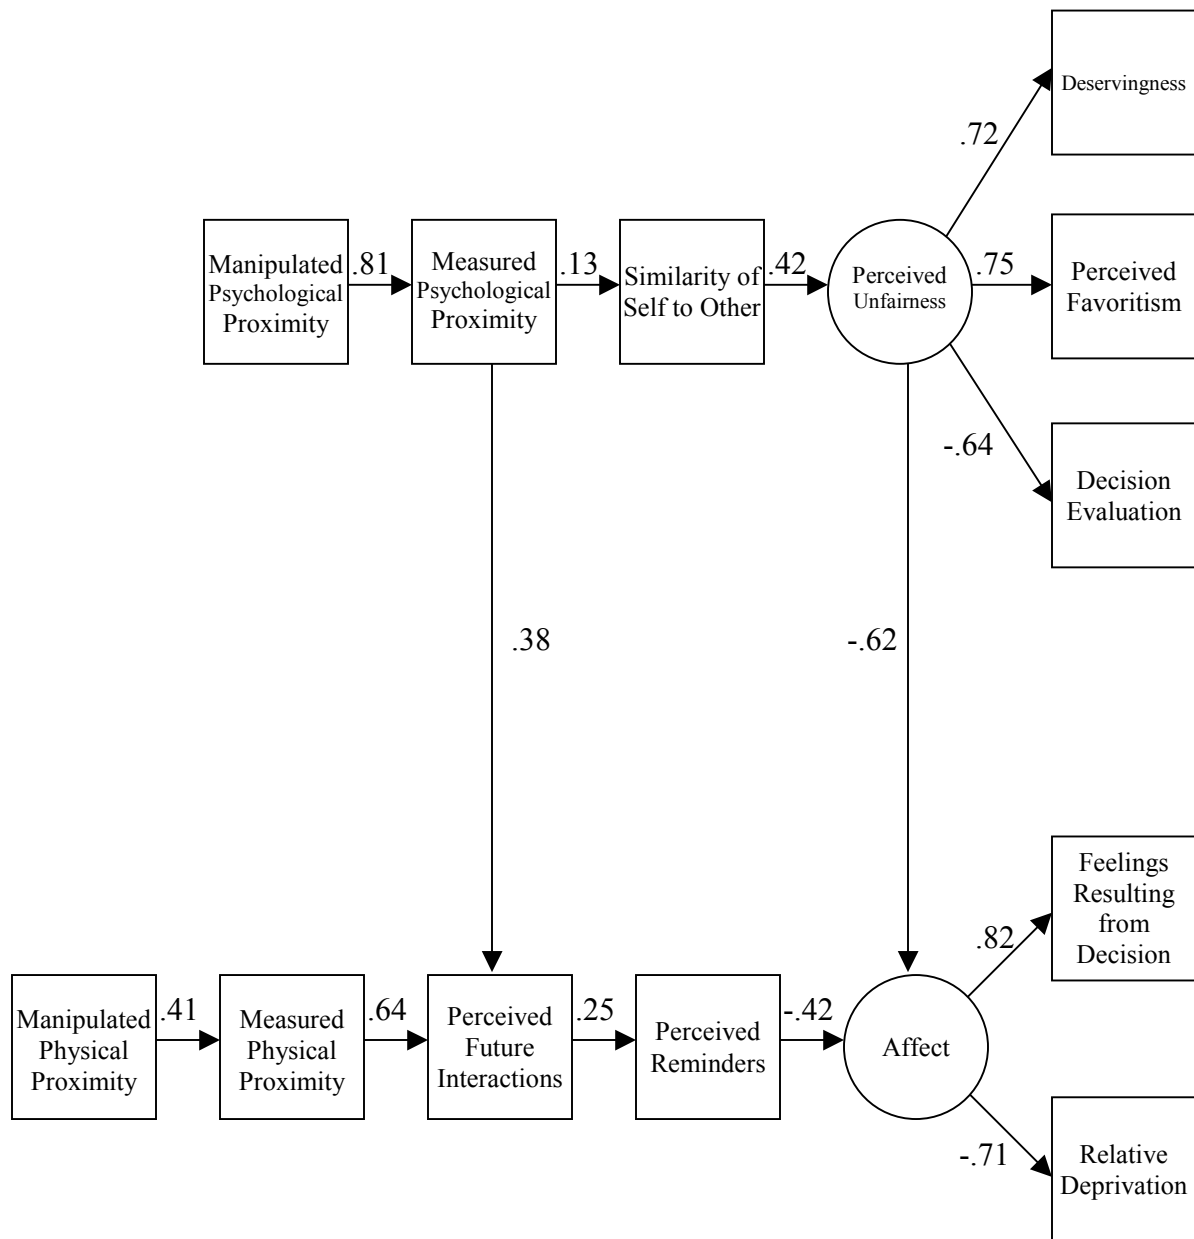 Deservingness
.72
Manipulated
Psychological
Proximity
.81
Measured
Psychological
Proximity
.13
Similarity of
Self to Other
.42
Perceived
Unfairness
.75
Perceived
Favoritism
-.64
Decision
Evaluation
.38
-.62
Feelings
Resulting
from
Decision
.82
Manipulated
Physical
Proximity
.41
Measured
Physical
Proximity
.64
Perceived
Future
Interactions
.25
Perceived
Reminders
-.42
Affect
-.71
Relative
Deprivation